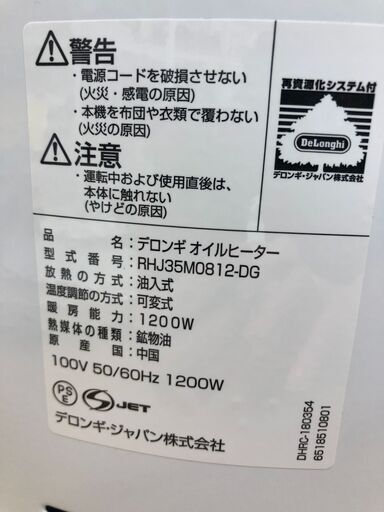 警告
・電源コードを破損させない
(火災・感電の原因)
・本機を布団や衣類で覆わない
(火災の原因)
注意
・運転中および使用直後は、
本体に触れない
(やけどの原因)
再資源化システム付
DeLonghi
デロンギ・ジャパン株式会社
品 名：デロンギ オイルヒーター
型式番号：RHJ35M0812-DG
放熱の方式：油入式
温度調節の方式：可変式
暖房能力：1200W
熱媒体の種類：鉱物油
原産国：中国
100V 50/60Hz 1200W
PS
E
S JET
デロンギ・ジャパン株式会社
DHRC-180354
6518510801